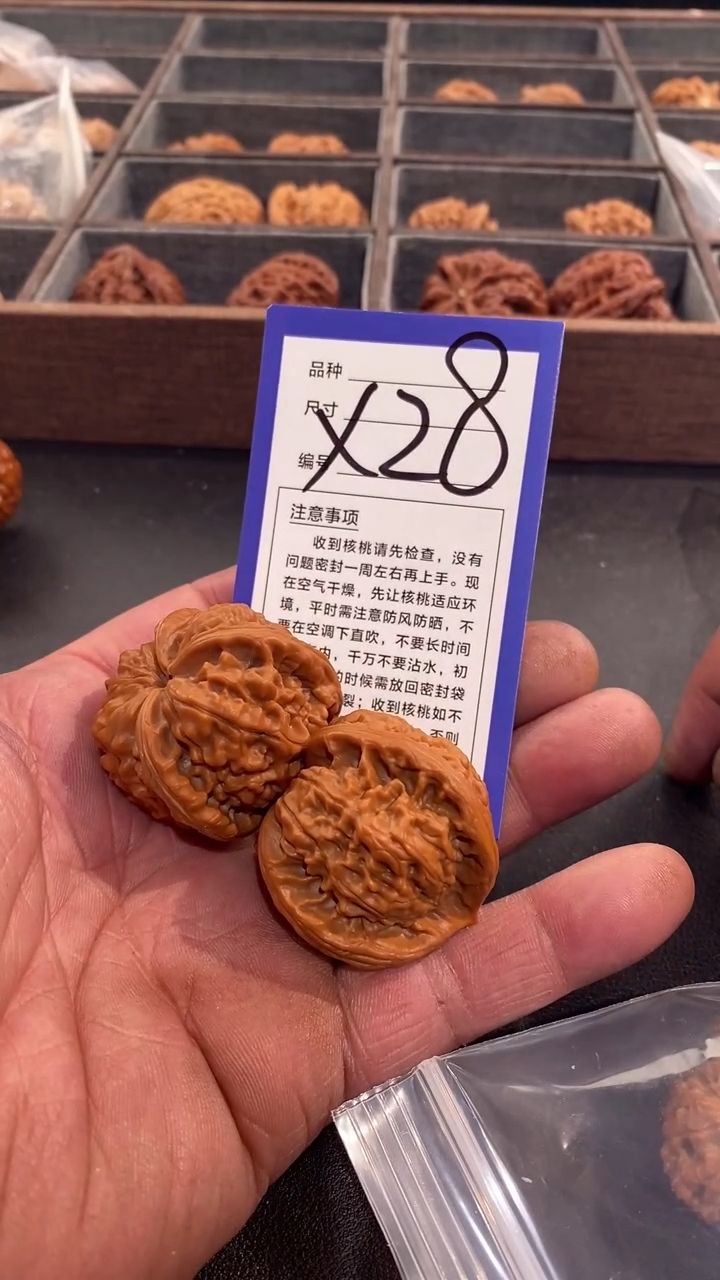 品种
尺寸
编号
X28
注意事项
收到核桃请先检查，没有
问题密封一周左右再上手。现
在空气干燥，先让核桃适应环
境，平时需注意防风防晒，不
要在空调下直吹，不要长时间
内，千万不要沾水，初
的时候需放回密封袋
裂；收到核桃如不
否则